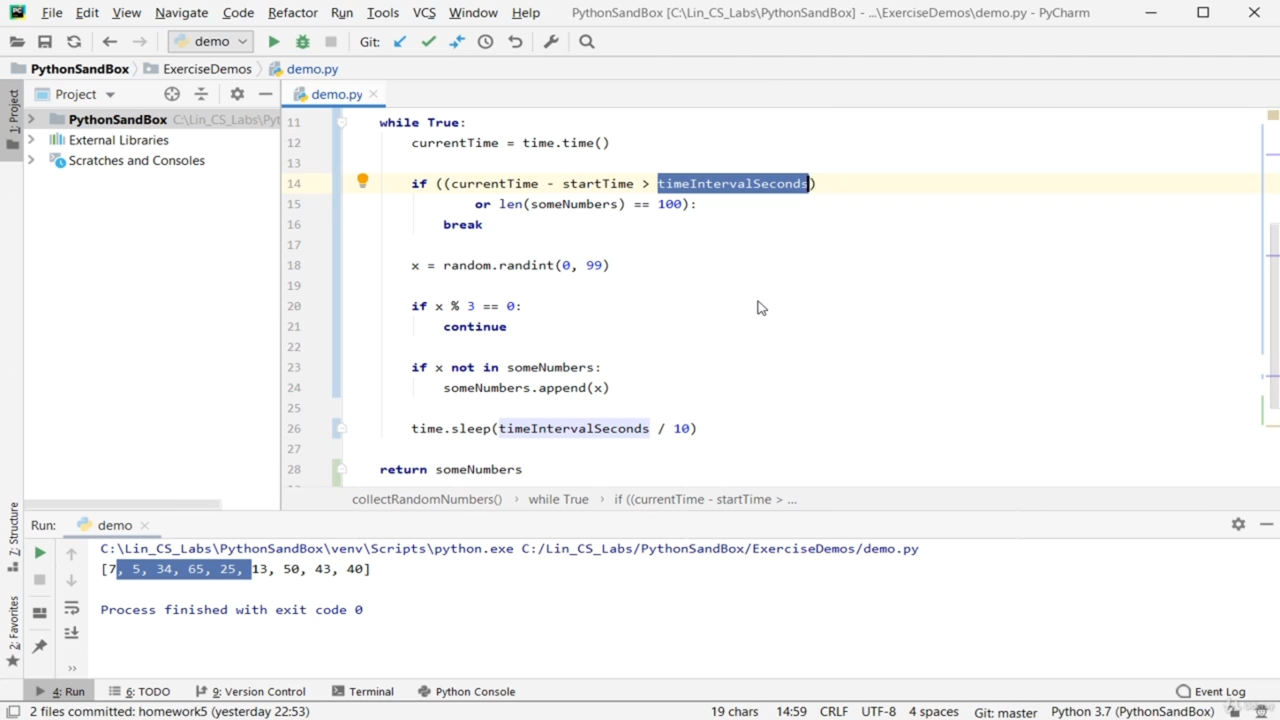 File Edit View Navigate Code Refactor Run Tools VCS Window Help PythonSandBox [C:\Lin_CS_Labs\PythonSandBox] - ...\ExerciseDemos\demo.py - PyCharm
demo Git:
PythonSandBox ExerciseDemos demo.py
1: Project
Project
demo.py
PythonSandBox C:\Lin_CS_Labs\Pyt
External Libraries
Scratches and Consoles
11 while True:
12 currentTime = time.time()
13
14 if ((currentTime - startTime > timeIntervalSeconds)
15 or len(someNumbers) == 100):
16 break
17
18 x = random.randint(0, 99)
19
20 if x % 3 == 0:
21 continue
22
23 if x not in someNumbers:
24 someNumbers.append(x)
25
26 time.sleep(timeIntervalSeconds / 10)
27
28 return someNumbers
collectRandomNumbers() › while True › if ((currentTime - startTime > ...
7: Structure
2: Favorites
Run: demo
C:\Lin_CS_Labs\PythonSandBox\venv\Scripts\python.exe C:/Lin_CS_Labs/PythonSandBox/ExerciseDemos/demo.py
[7, 5, 34, 65, 25, 13, 50, 43, 40]
Process finished with exit code 0
»
4: Run 6: TODO 9: Version Control Terminal Python Console Event Log
2 files committed: homework5 (yesterday 22:53) 19 chars 14:59 CRLF UTF-8 4 spaces Git: master Python 3.7 (PythonSandBox)